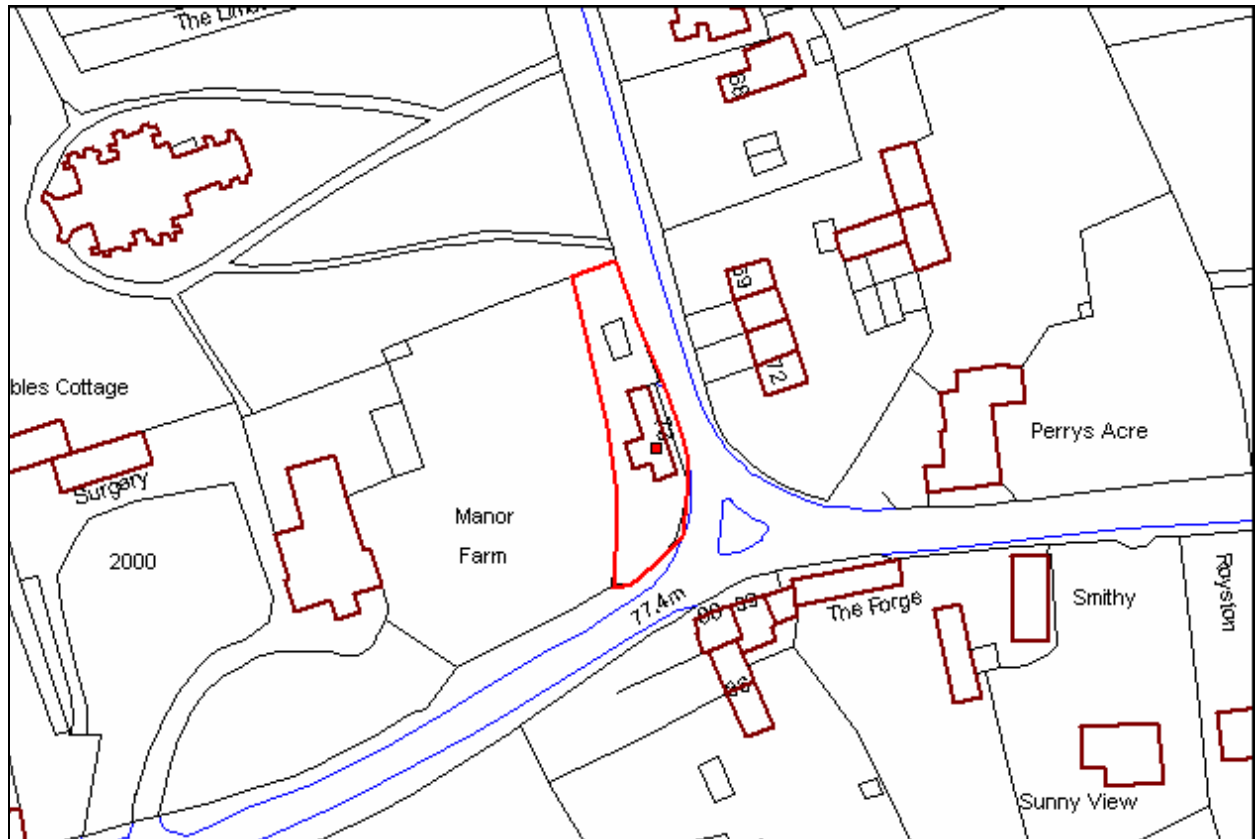 The
68
69
72
bles Cottage
Surgery
2000
Manor
Farm
Perrys Acre
77.4m
The Forge
Smithy
Royston
Sunny View